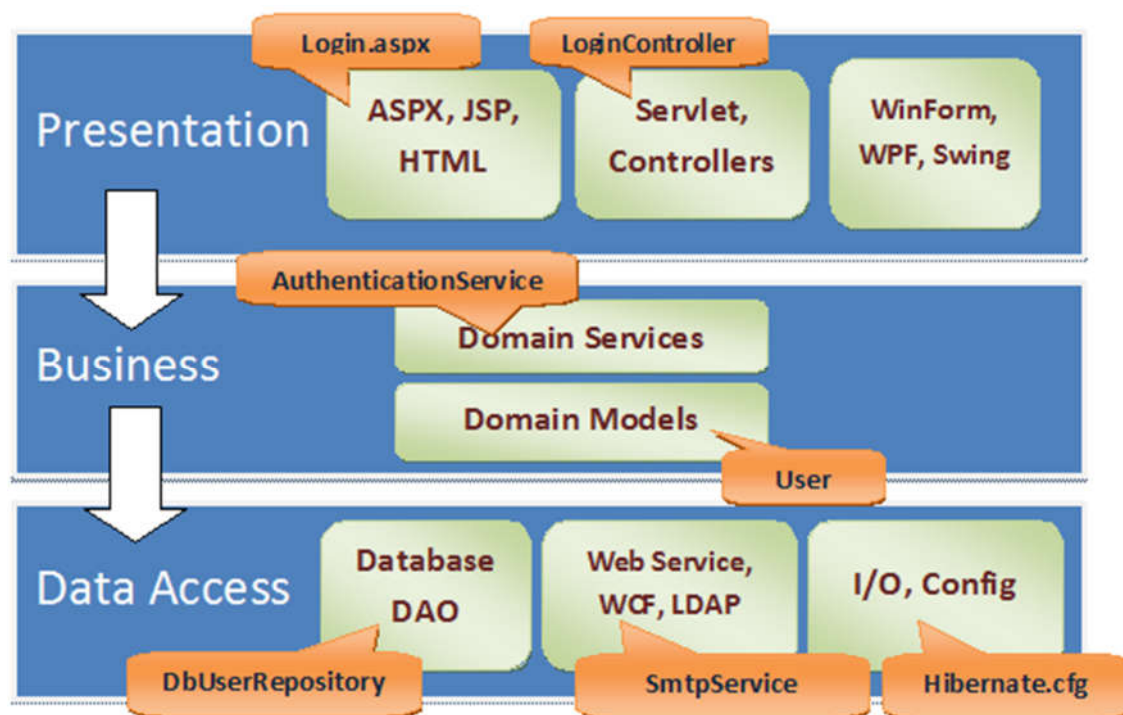 Login.aspx
LoginController
Presentation
ASPX, JSP,
HTML
Servlet,
Controllers
WinForm,
WPF, Swing
AuthenticationService
Domain Services
Business
Domain Models
User
Data Access
Database
DAO
Web Service,
WCF, LDAP
I/O, Config
DbUserRepository
SmtpService
Hibernate.cfg